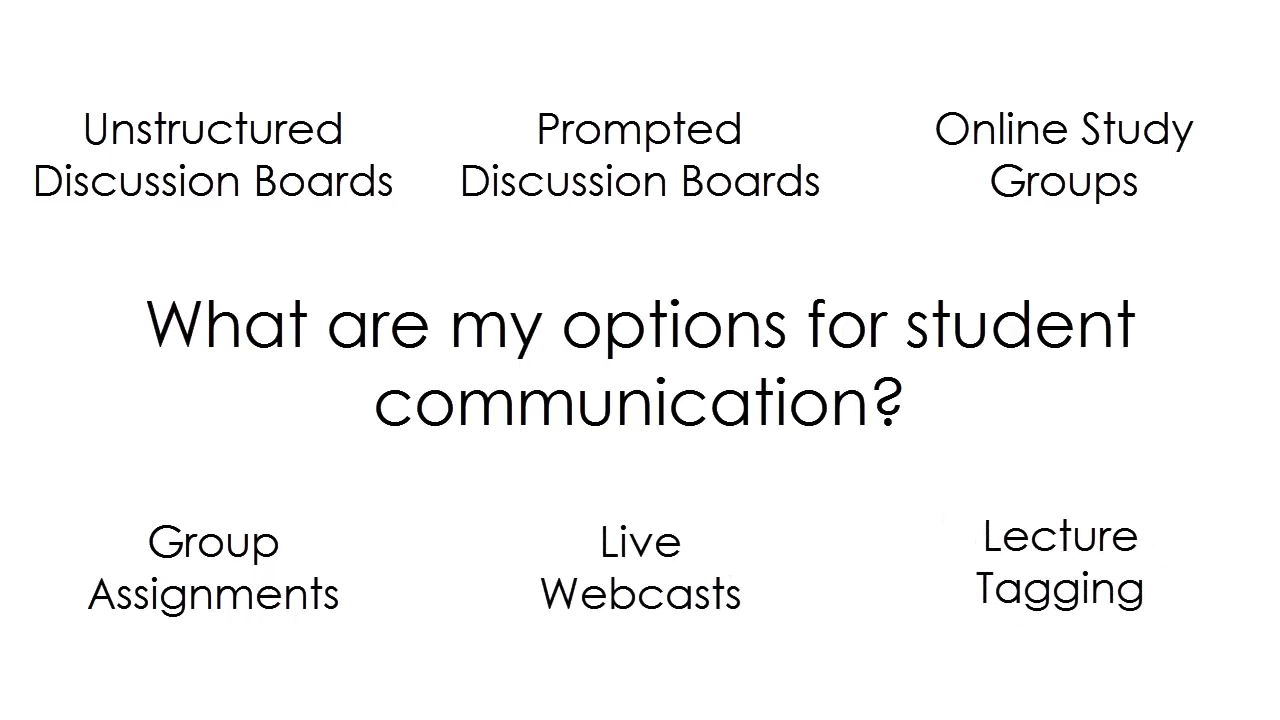 Unstructured
Discussion Boards
Prompted
Discussion Boards
Online Study
Groups
What are my options for student
communication?
Group
Assignments
Live
Webcasts
Lecture
Tagging